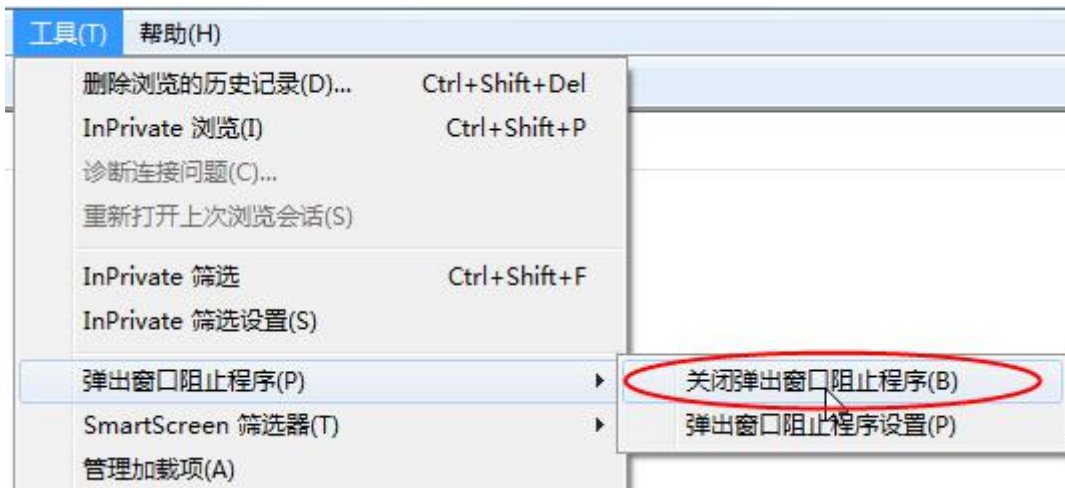 工具(T) 帮助(H)
删除浏览的历史记录(D)... Ctrl+Shift+Del
InPrivate 浏览(I) Ctrl+Shift+P
诊断连接问题(C)...
重新打开上次浏览会话(S)
InPrivate 筛选 Ctrl+Shift+F
InPrivate 筛选设置(S)
弹出窗口阻止程序(P) 关闭弹出窗口阻止程序(B)
SmartScreen 筛选器(T) 弹出窗口阻止程序设置(P)
管理加载项(A)